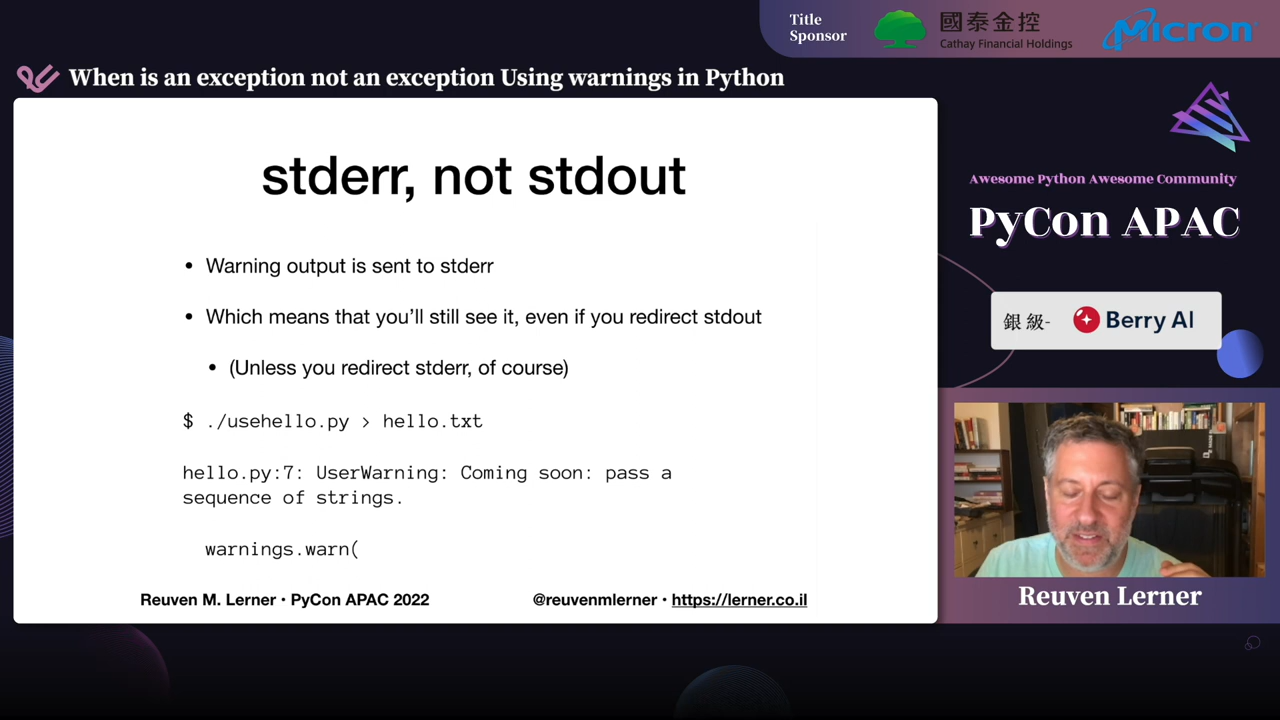 Title
Sponsor
國泰金控
Cathay Financial Holdings
Micron
When is an exception not an exception Using warnings in Python
stderr, not stdout
• Warning output is sent to stderr
• Which means that you’ll still see it, even if you redirect stdout
• (Unless you redirect stderr, of course)
$ ./usehello.py > hello.txt
hello.py:7: UserWarning: Coming soon: pass a
sequence of strings.
warnings.warn(
Reuven M. Lerner • PyCon APAC 2022
@reuvenmlerner • https://lerner.co.il
Awesome Python Awesome Community
PyCon APAC
銀級-
Berry AI
Reuven Lerner